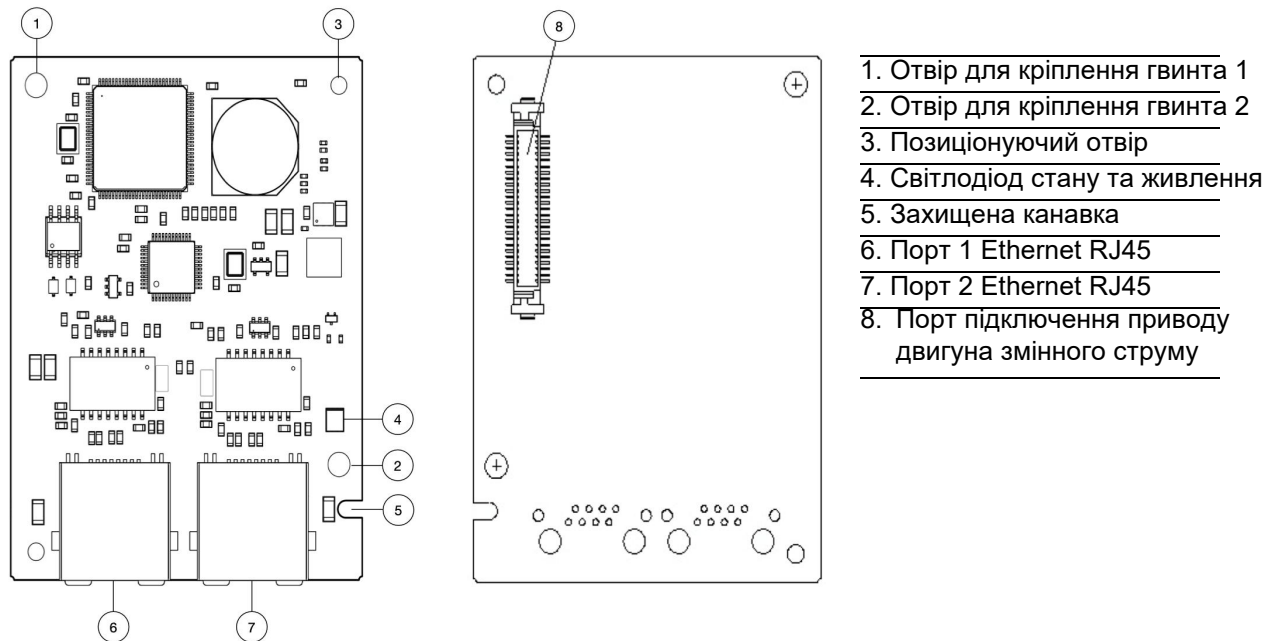 1
3
8
4
2
5
6
7
1. Отвір для кріплення гвинта 1
2. Отвір для кріплення гвинта 2
3. Позиціонуючий отвір
4. Світлодіод стану та живлення
5. Захищена канавка
6. Порт 1 Ethernet RJ45
7. Порт 2 Ethernet RJ45
8. Порт підключення приводу
двигуна змінного струму